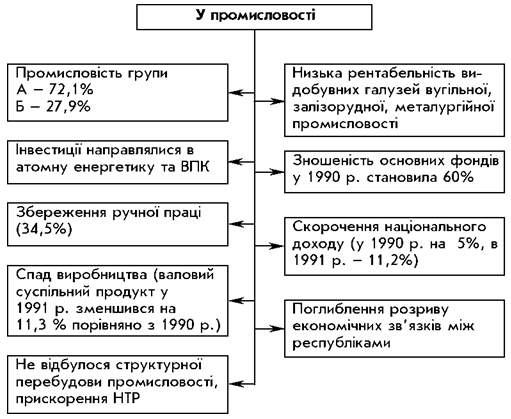 У промисловості
Промисловість групи
А – 72,1%
Б – 27,9%
Інвестиції направлялися в
атомну енергетику та ВПК
Збереження ручної праці
(34,5%)
Спад виробництва (валовий
суспільний продукт у
1991 р. зменшився на
11,3 % порівняно з 1990 р.)
Не відбулося структурної
перебудови промисловості,
прискорення НТР
Низька рентабельність ви-
добувних галузей вугільної,
залізорудної, металургійної
промисловості
Зношеність основних фондів
у 1990 р. становила 60%
Скорочення національного
доходу (у 1990 р. на 5%, в
1991 р. – 11,2%)
Поглиблення розриву
економічних зв'язків між
республіками